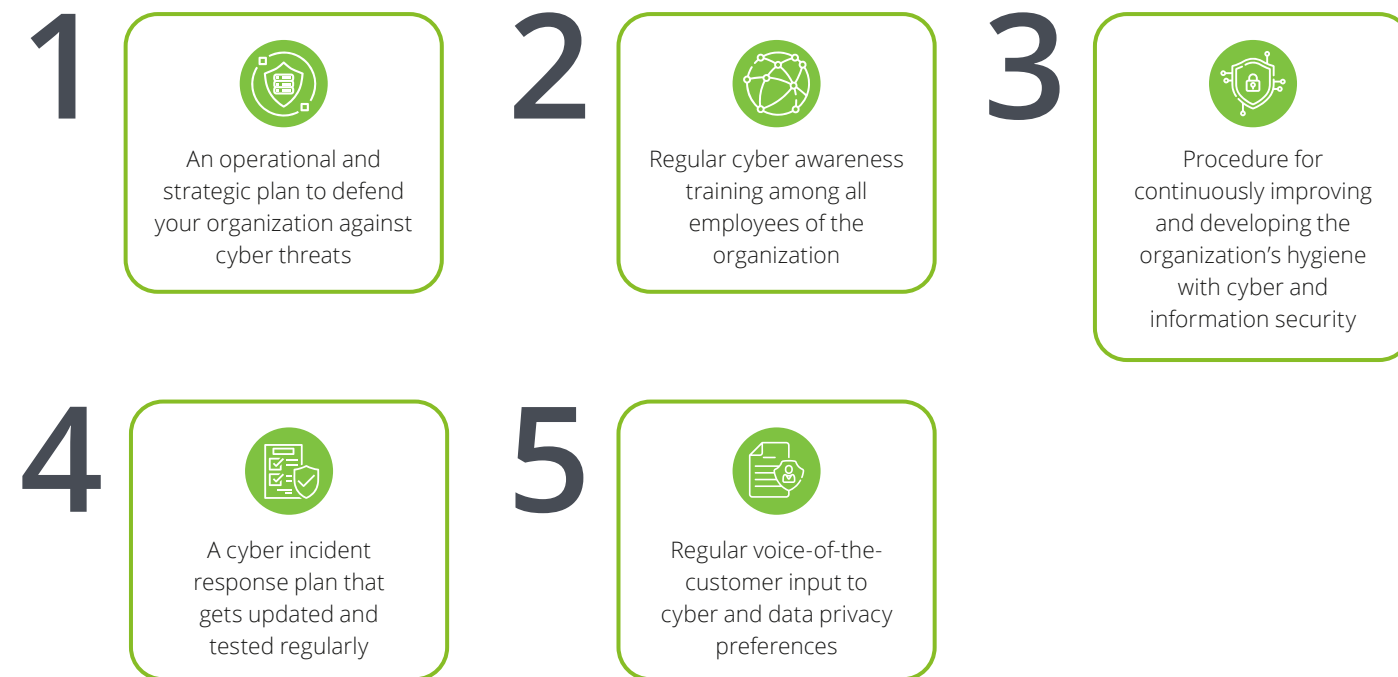 1
An operational and
strategic plan to defend
your organization against
cyber threats
2
Regular cyber awareness
training among all
employees of the
organization
3
Procedure for
continuously improving
and developing the
organization’s hygiene
with cyber and
information security
4
A cyber incident
response plan that
gets updated and
tested regularly
5
Regular voice-of-the-
customer input to
cyber and data privacy
preferences